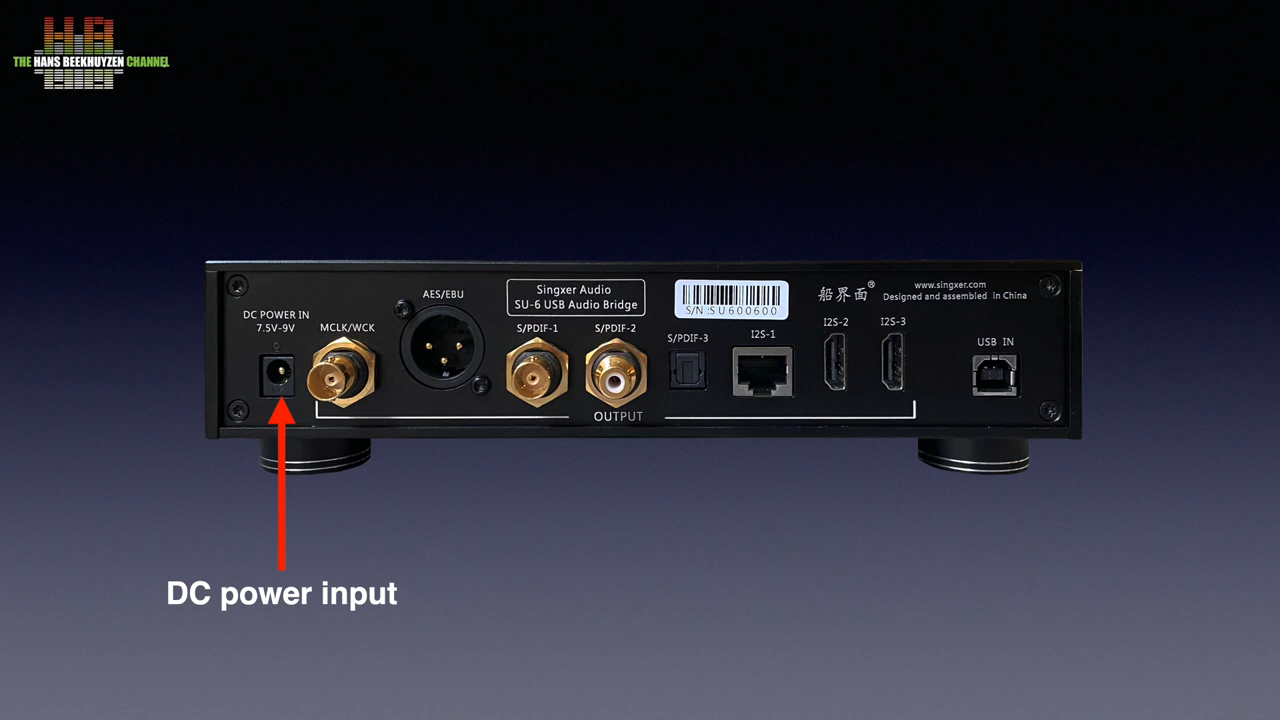 THE HANS BEEKHUYZEN CHANNEL
DC POWER IN
7.5V-9V
MCLK/WCK
AES/EBU
Singxer Audio
SU-6 USB Audio Bridge
S/PDIF-1
S/PDIF-2
S/PDIF-3
S/N:SU600600
I2S-1
船界面®
I2S-2
I2S-3
www.singxer.com
Designed and assembled in China
USB IN
OUTPUT
DC power input